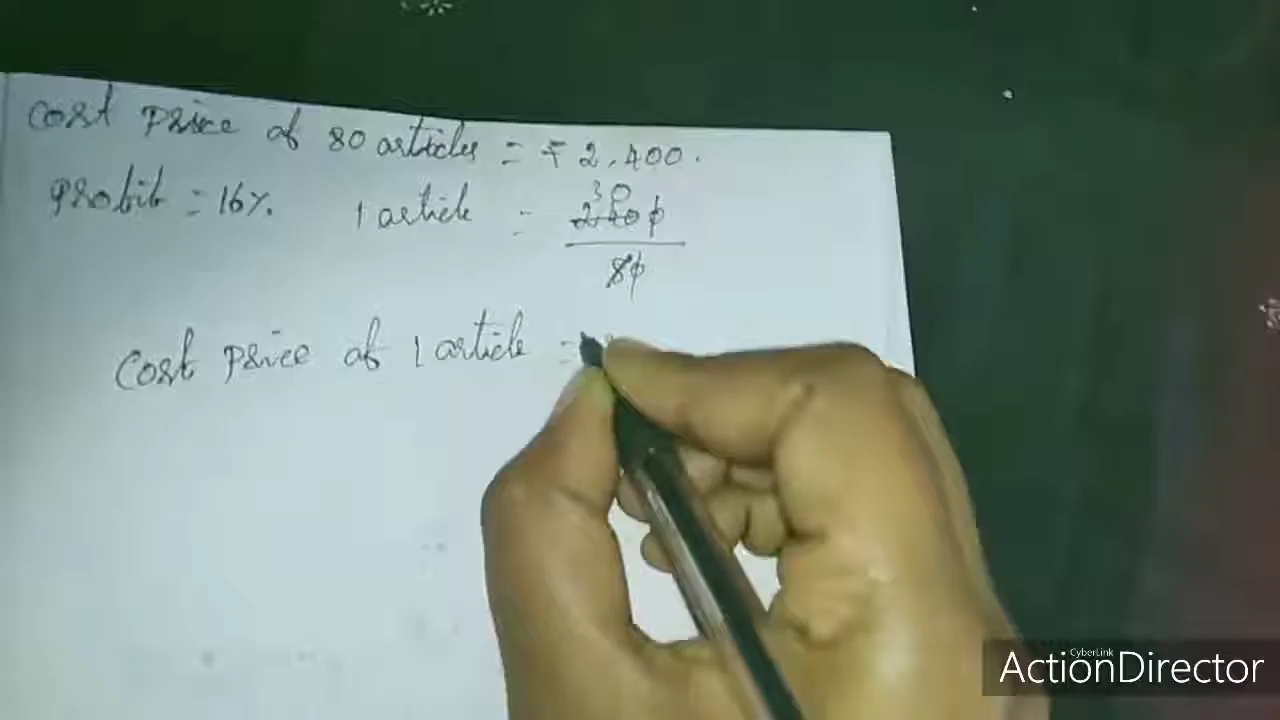 Cost Price of 80 articles = ₹ 2,400.
Profit = 16%. 1 article = 2400/80
30
Cost Price of 1 article =
CyberLink
ActionDirector